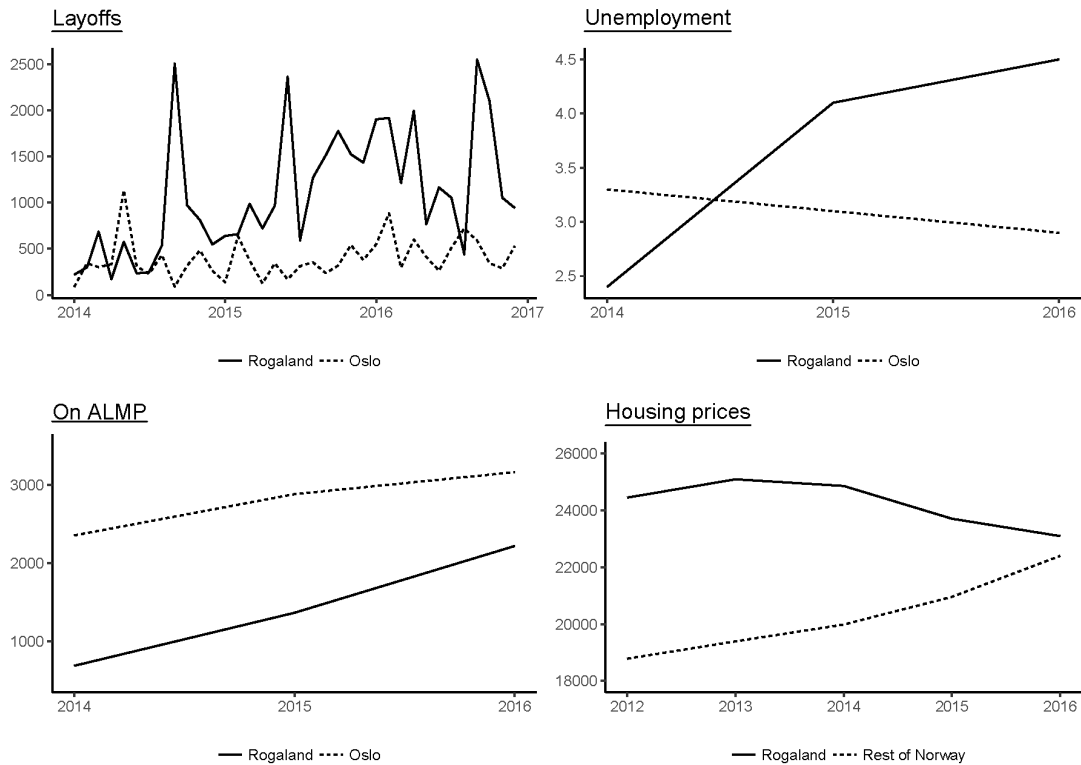 Layoffs
2500
2000
1500
1000
500
0
2014 2015 2016 2017
Rogaland Oslo
Unemployment
4.5
4.0
3.5
3.0
2.5
2014 2015 2016
Rogaland Oslo
On ALMP
3000
2000
1000
2014 2015 2016
Rogaland Oslo
Housing prices
26000
24000
22000
20000
18000
2012 2013 2014 2015 2016
Rogaland Rest of Norway